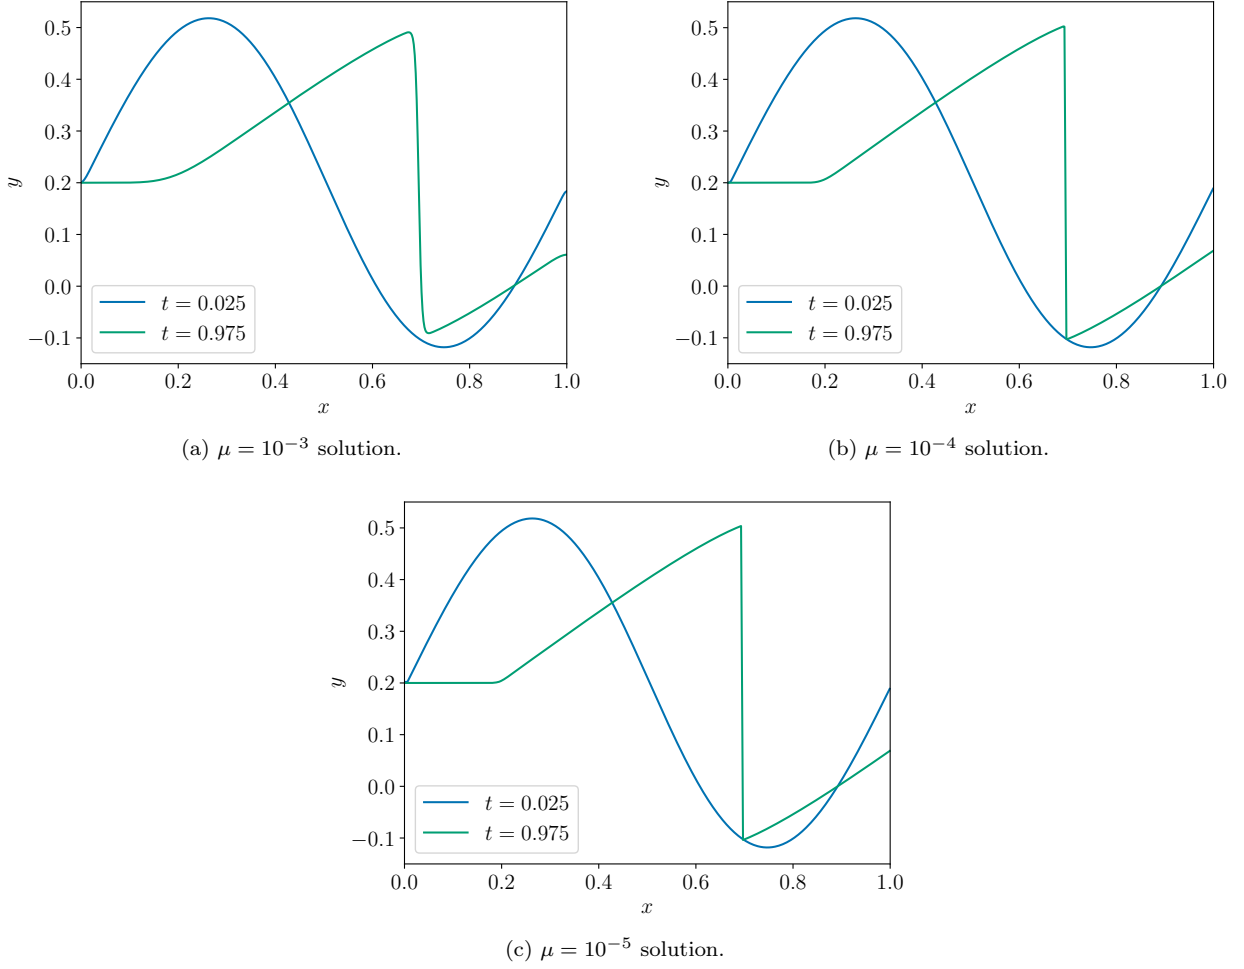 0.5
0.4
0.3
0.2
0.1
0.0
−0.1
y
t = 0.025
t = 0.975
0.0 0.2 0.4 0.6 0.8 1.0
x
(a) μ = 10⁻³ solution.
0.5
0.4
0.3
0.2
0.1
0.0
−0.1
y
t = 0.025
t = 0.975
0.0 0.2 0.4 0.6 0.8 1.0
x
(b) μ = 10⁻⁴ solution.
0.5
0.4
0.3
0.2
0.1
0.0
−0.1
y
t = 0.025
t = 0.975
0.0 0.2 0.4 0.6 0.8 1.0
x
(c) μ = 10⁻⁵ solution.